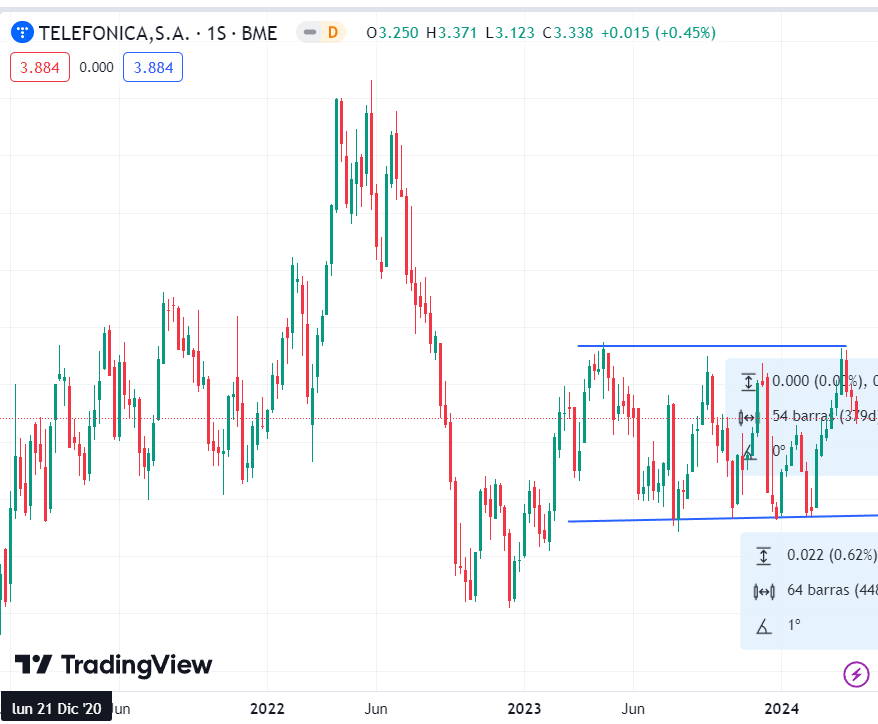 TELEFONICA,S.A. · 1S · BME D O3.250 H3.371 L3.123 C3.338 +0.015 (+0.45%)
3.884 0.000 3.884
0.000 (0.00%), 0
54 barras (379d
0°
0.022 (0.62%)
64 barras (448
1°
TradingView
lun 21 Dic '20 Jun 2022 Jun 2023 Jun 2024